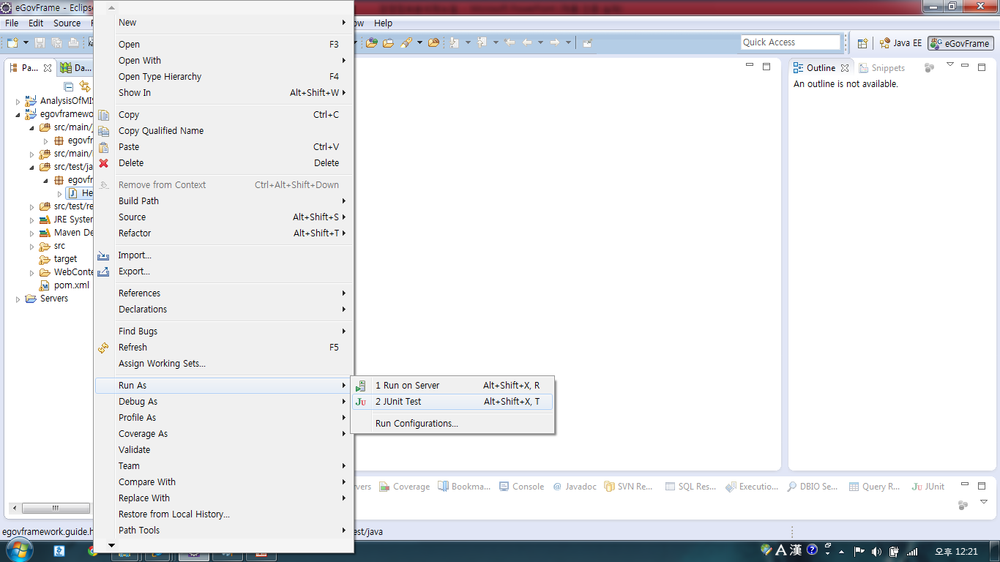 eGovFrame - Eclips
File Edit Source
ow Help
Quick Access
Java EE
eGovFrame
Pa...
Da...
AnalysisOfMI
egovframewo
src/main/j
egovfr
src/main/
src/test/ja
egovfr
He
src/test/re
JRE System
Maven De
src
target
WebConte
pom.xml
Servers
New
Open F3
Open With
Open Type Hierarchy F4
Show In Alt+Shift+W
Copy Ctrl+C
Copy Qualified Name
Paste Ctrl+V
Delete Delete
Remove from Context Ctrl+Alt+Shift+Down
Build Path
Source Alt+Shift+S
Refactor Alt+Shift+T
Import...
Export...
References
Declarations
Find Bugs
Refresh F5
Assign Working Sets...
Run As
Debug As
Profile As
Coverage As
Validate
Team
Compare With
Replace With
Restore from Local History...
Path Tools
1 Run on Server Alt+Shift+X, R
JU 2 JUnit Test Alt+Shift+X, T
Run Configurations...
Outline Snippets
An outline is not available.
rvers Coverage Bookma... Console @ Javadoc SVN Re... SQL Res... Executio... DBIO Se... Query R... JU JUnit
egovframework.guide.h
est/java
A 漢
오후 12:21